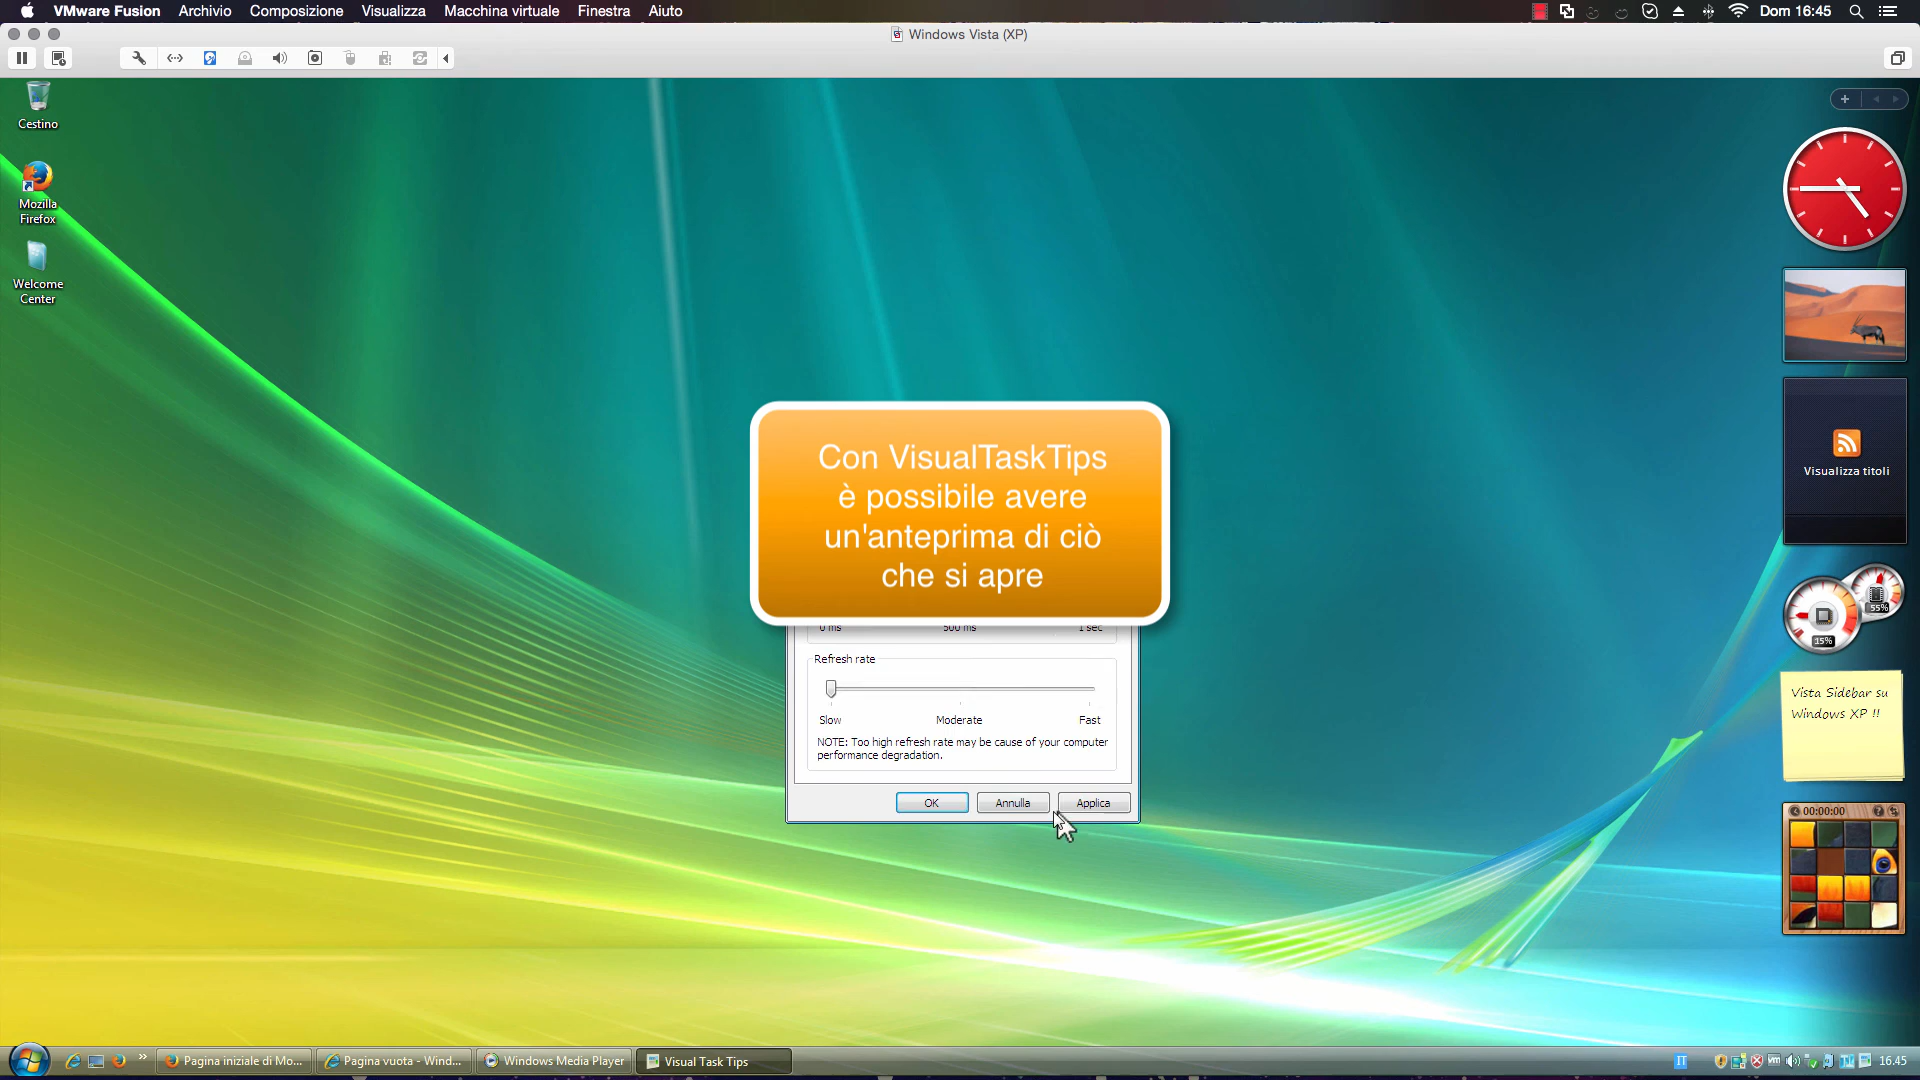 VMware Fusion Archivio Composizione Visualizza Macchina virtuale Finestra Aiuto Dom 16:45
Windows Vista (XP)
Cestino
Mozilla
Firefox
Welcome
Center
Con VisualTaskTips
è possibile avere
un'anteprima di ciò
che si apre
0 ms 500 ms 1 sec
Refresh rate
Slow Moderate Fast
NOTE: Too high refresh rate may be cause of your computer
performance degradation.
OK Annulla Applica
Visualizza titoli
55%
15%
Vista Sidebar su
Windows XP !!
00:00:00
Pagina iniziale di Mo... Pagina vuota - Wind... Windows Media Player Visual Task Tips IT 16.45